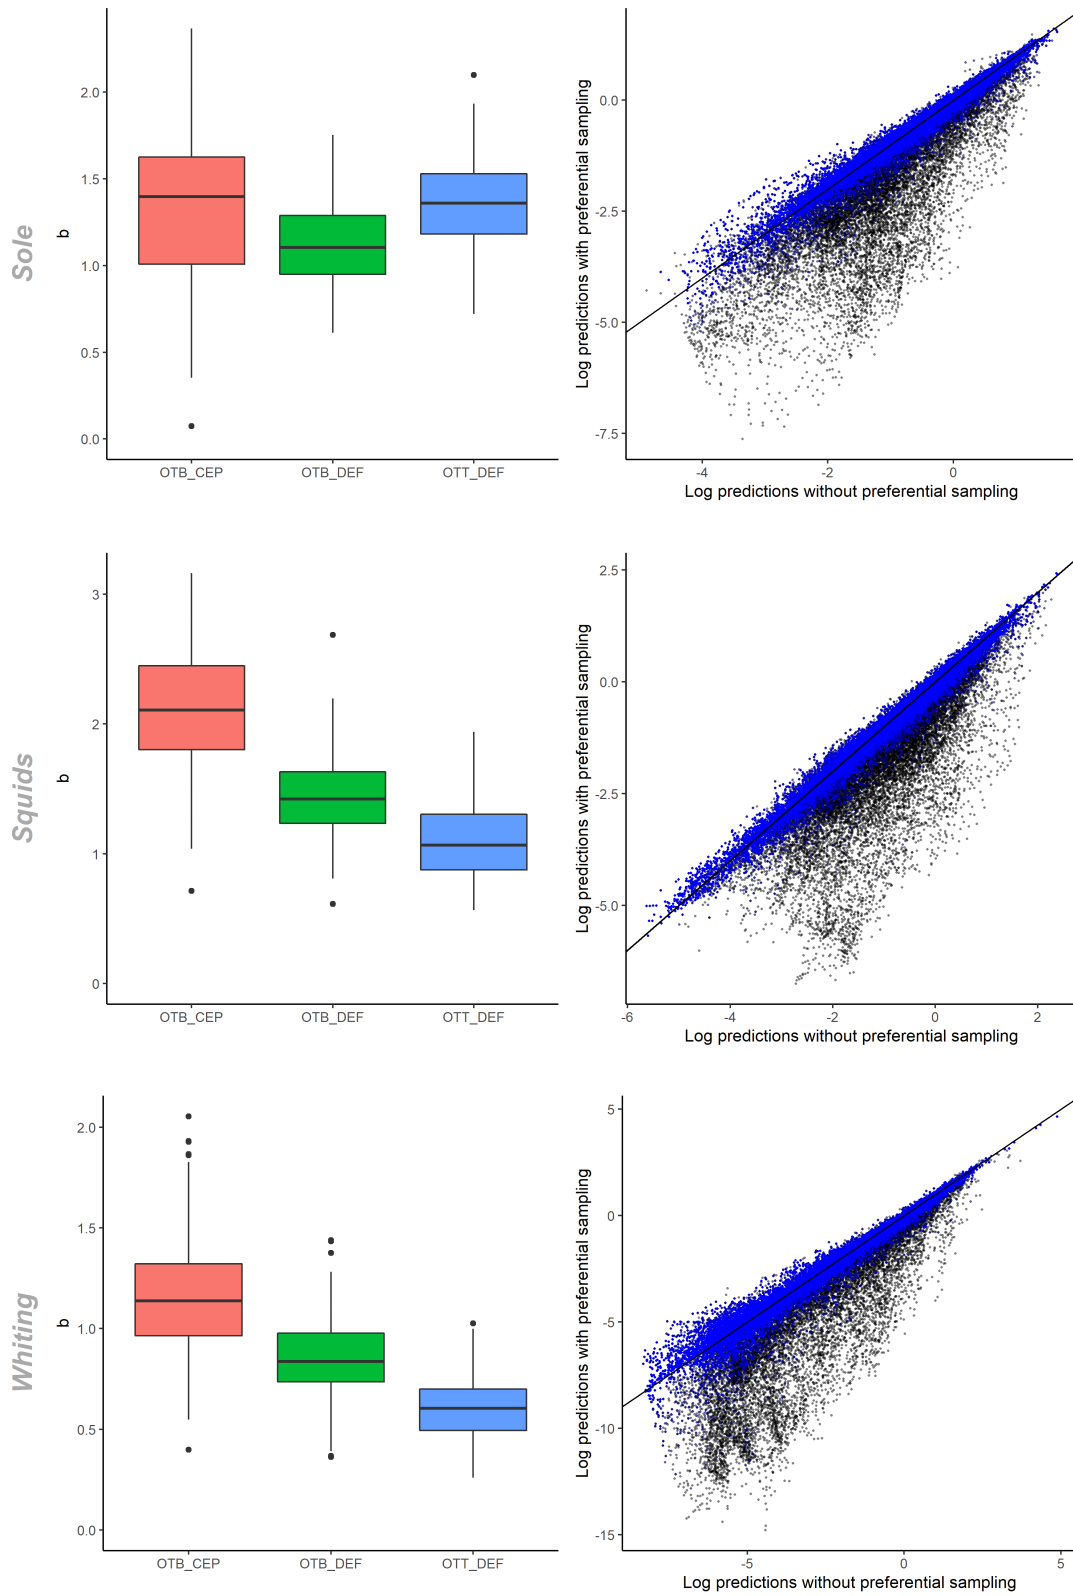 Sole
b
2.0
1.5
1.0
0.5
0.0
OTB_CEP OTB_DEF OTT_DEF
Log predictions with preferential sampling
0.0
-2.5
-5.0
-7.5
-4 -2 0
Log predictions without preferential sampling
Squids
b
3
2
1
0
OTB_CEP OTB_DEF OTT_DEF
Log predictions with preferential sampling
2.5
0.0
-2.5
-5.0
-6 -4 -2 0 2
Log predictions without preferential sampling
Whiting
b
2.0
1.5
1.0
0.5
0.0
OTB_CEP OTB_DEF OTT_DEF
Log predictions with preferential sampling
5
0
-5
-10
-15
-5 0 5
Log predictions without preferential sampling